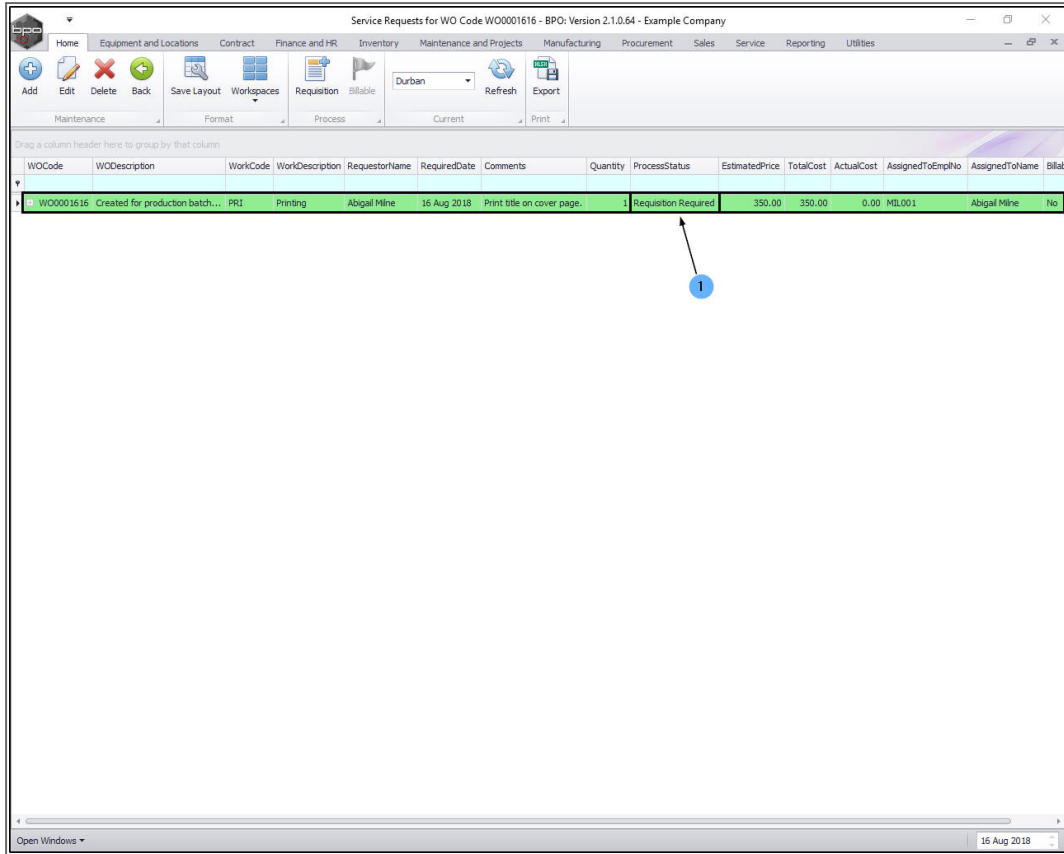 Service Requests for WO Code WO0001616 - BPO: Version 2.1.0.64 - Example Company
bpo
Home Equipment and Locations Contract Finance and HR Inventory Maintenance and Projects Manufacturing Procurement Sales Service Reporting Utilities
Add Edit Delete Back Save Layout Workspaces Requisition Billable Durban Refresh Export
Maintenance Format Process Current Print
Drag a column header here to group by that column
WOCode WODescription WorkCode WorkDescription RequestorName RequiredDate Comments Quantity ProcessStatus EstimatedPrice TotalCost ActualCost AssignedToEmplNo AssignedToName Billab
WO0001616 Created for production batch... PRI Printing Abigail Milne 16 Aug 2018 Print title on cover page. 1 Requisition Required 350.00 350.00 0.00 MIL001 Abigail Milne No
1
Open Windows 16 Aug 2018